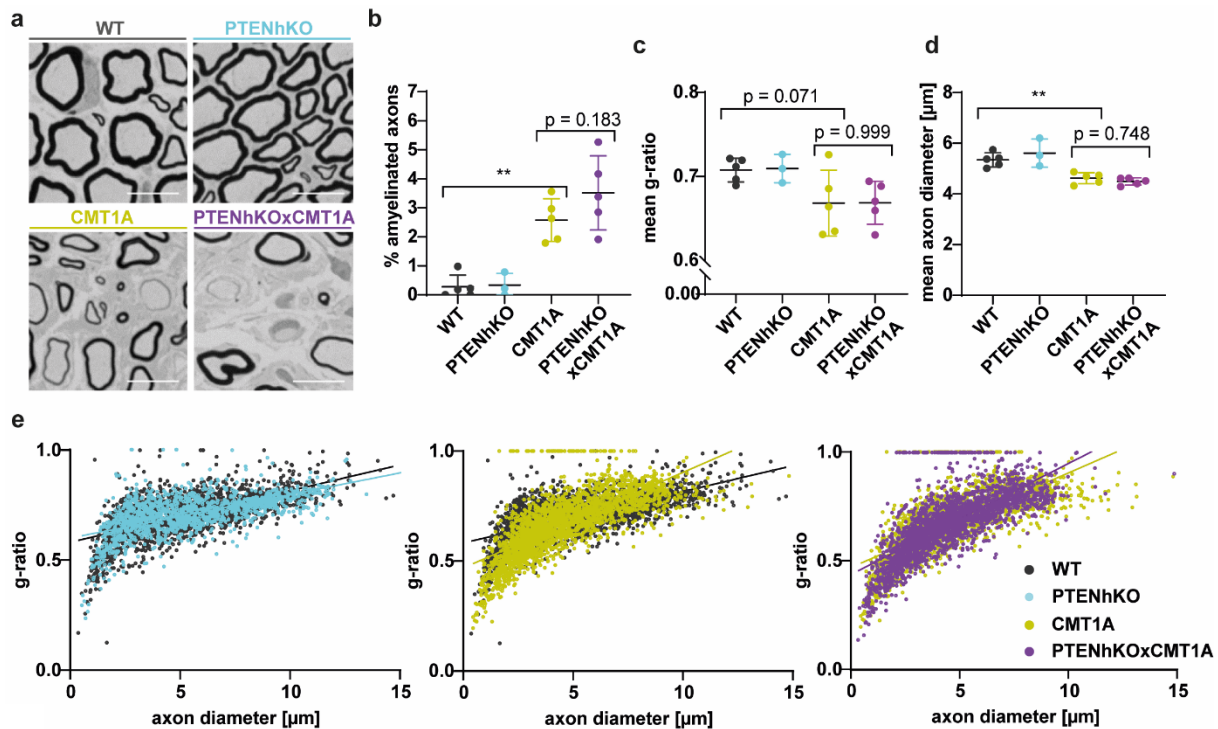 a
WT
PTENhKO
CMT1A
PTENhKOxCMT1A
b
% amyelinated axons
7
6
5
4
3
2
1
0
**
p = 0.183
WT
PTENhKO
CMT1A
PTENhKO
xCMT1A
c
mean g-ratio
0.8
0.7
0.6
0.00
p = 0.071
p = 0.999
WT
PTENhKO
CMT1A
PTENhKO
xCMT1A
d
mean axon diameter [µm]
8
6
4
2
0
**
p = 0.748
WT
PTENhKO
CMT1A
PTENhKO
xCMT1A
e
g-ratio
1.0
0.5
0.0
0
5
10
15
axon diameter [µm]
g-ratio
1.0
0.5
0.0
0
5
10
15
axon diameter [µm]
g-ratio
1.0
0.5
0.0
0
5
10
15
axon diameter [µm]
WT
PTENhKO
CMT1A
PTENhKOxCMT1A